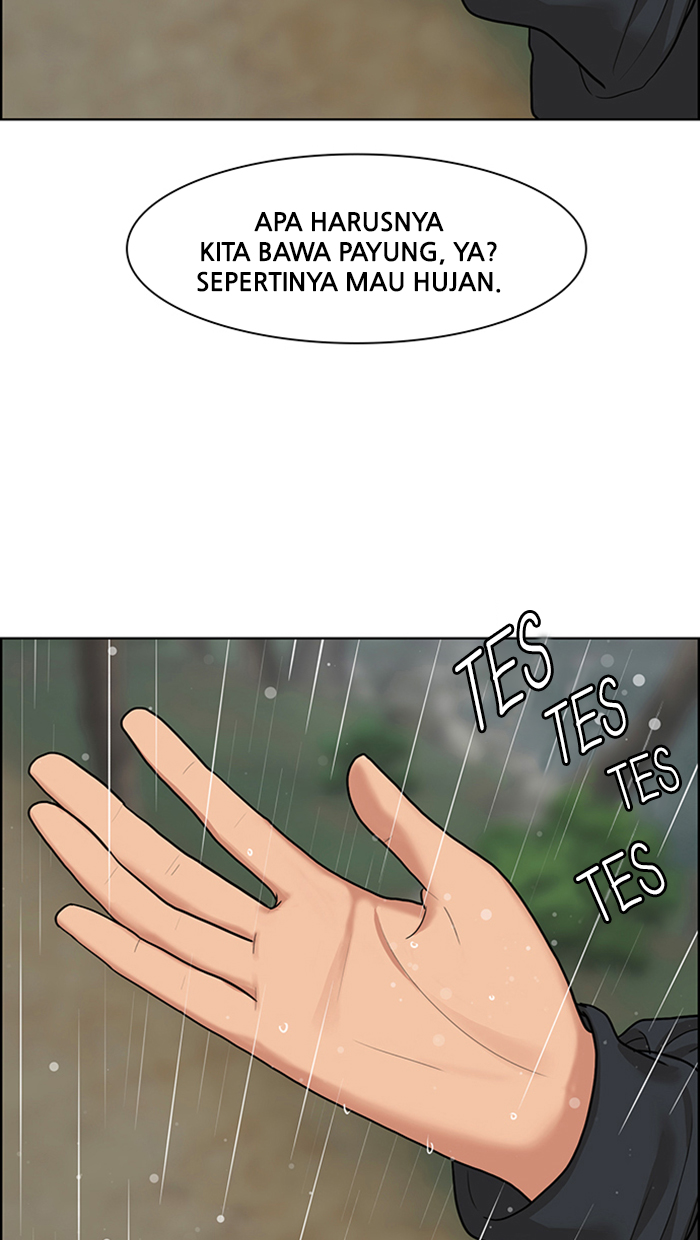 APA HARUSNYA
KITA BAWA PAYUNG, YA?
SEPERTINYA MAU HUJAN.
TES
TES
TES
TES